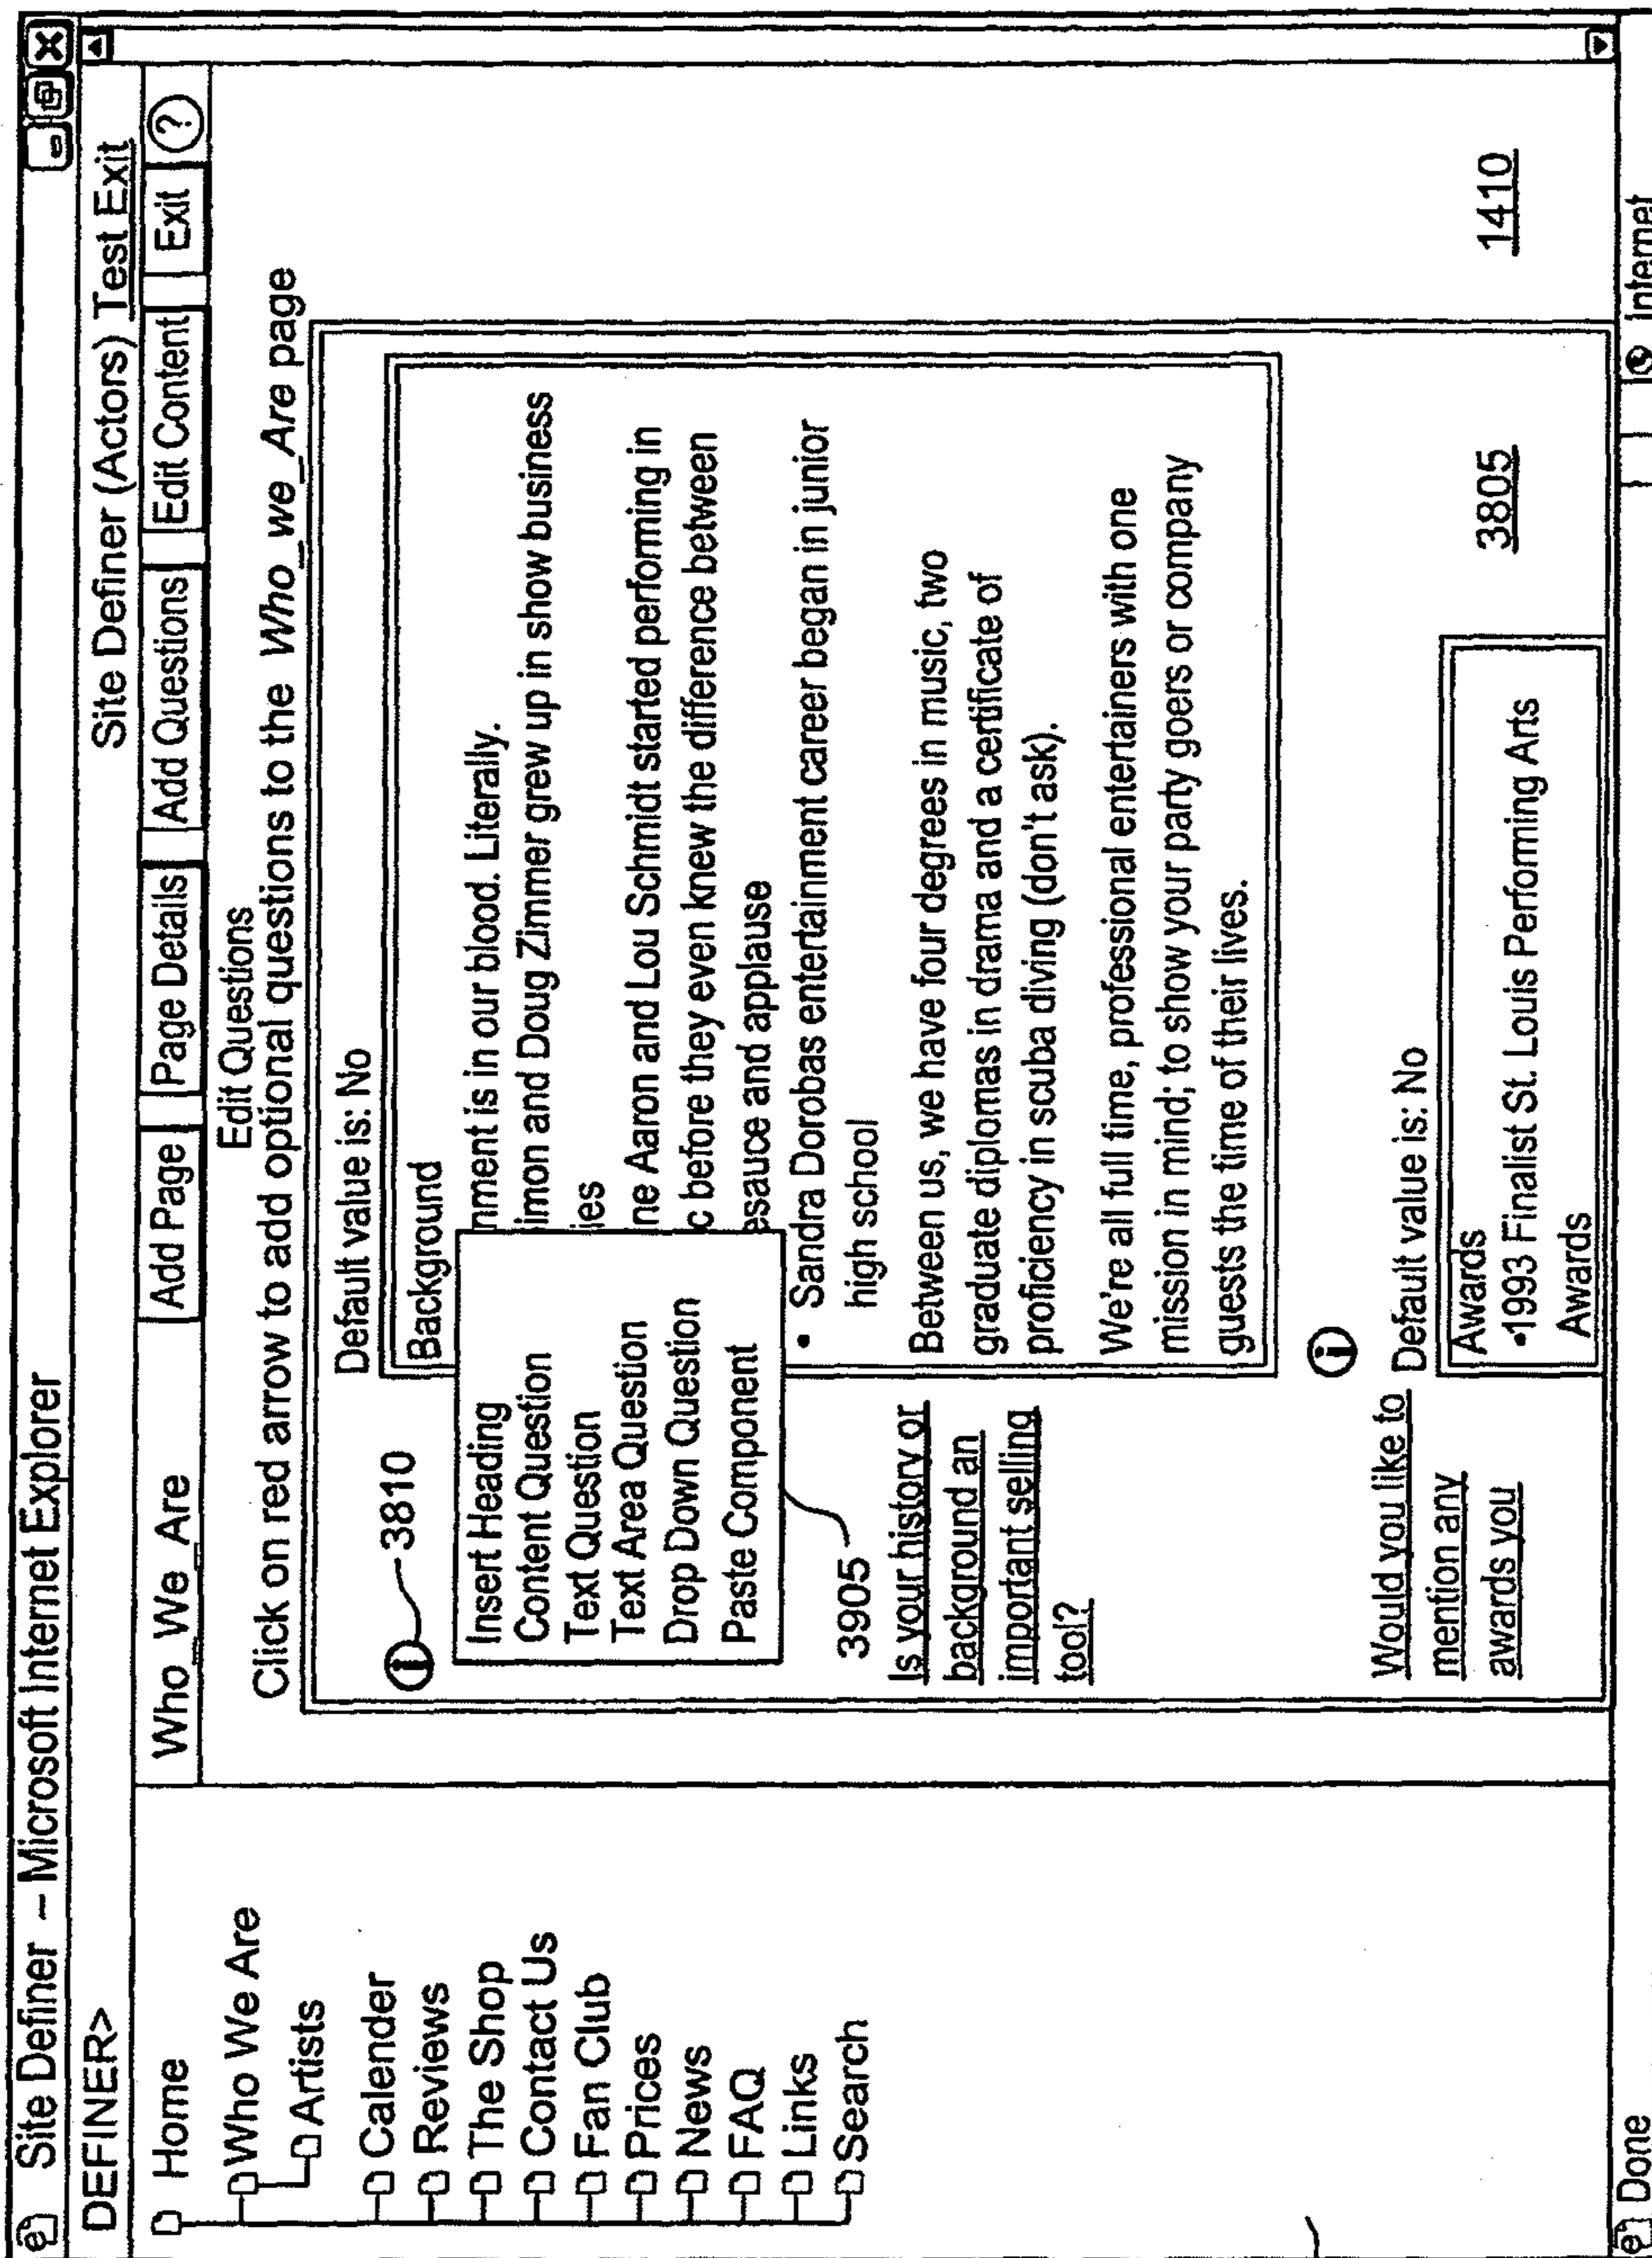 Site Definer – Microsoft Internet Explorer
DEFINER>
Site Definer (Actors) Test Exit
Home
Who We Are
Artists
Calender
Reviews
The Shop
Contact Us
Fan Club
Prices
News
FAQ
Links
Search
Who_We_Are
Add Page
Page Details
Add Questions
Edit Content
Exit
?
Edit Questions
Click on red arrow to add optional questions to the Who_we_Are page
3810
Default value is: No
Insert Heading
Content Question
Text Question
Text Area Question
Drop Down Question
Paste Component
3905
Is your history or
background an
important selling
tool?
Background
nment is in our blood. Literally.
imon and Doug Zimmer grew up in show business
ies
ne Aaron and Lou Schmidt started performing in
c before they even knew the difference between
esauce and applause
• Sandra Dorobas entertainment career began in junior
high school
Between us, we have four degrees in music, two
graduate diplomas in drama and a certificate of
proficiency in scuba diving (don't ask).
We're all full time, professional entertainers with one
mission in mind; to show your party goers or company
guests the time of their lives.
i
Would you like to
mention any
awards you
Default value is: No
Awards
•1993 Finalist St. Louis Performing Arts
Awards
3805
1410
Done
Internet